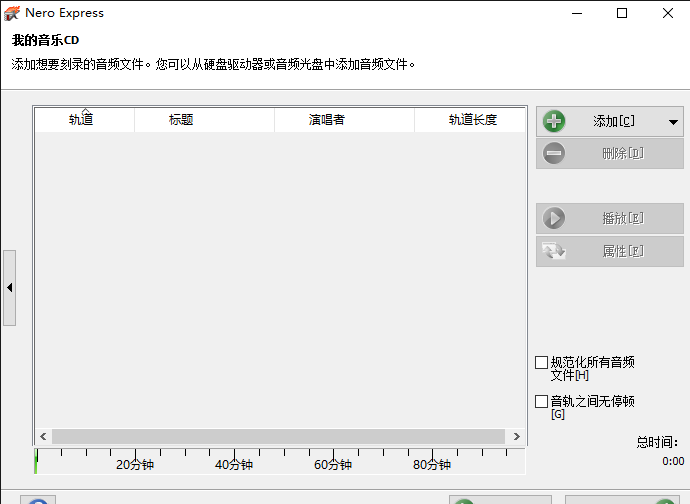 Nero Express
我的音乐CD
添加想要刻录的音频文件。您可以从硬盘驱动器或音频光盘中添加音频文件。
轨道 标题 演唱者 轨道长度
添加[C]
删除[D]
播放[E]
属性[F]
规范化所有音频
文件[H]
音轨之间无停顿
[G]
总时间：
0:00
20分钟 40分钟 60分钟 80分钟